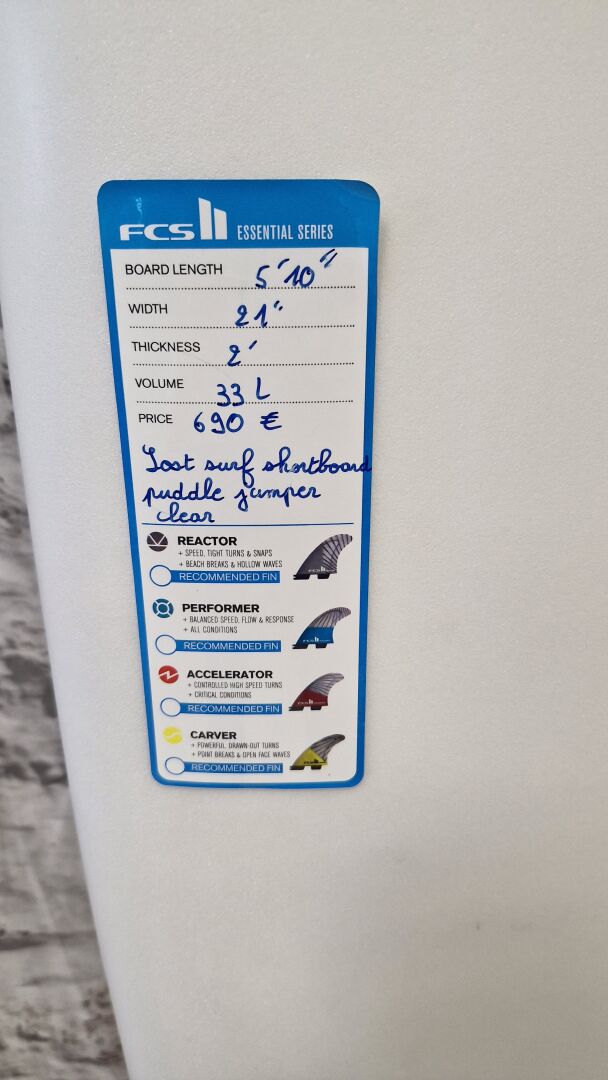 FCS II ESSENTIAL SERIES
BOARD LENGTH 5'10"
WIDTH 21"
THICKNESS 2'
VOLUME 33 L
PRICE 690 €
Lost surf shortboard
puddle jumper
clear
REACTOR
+ SPEED, TIGHT TURNS & SNAPS
+ BEACH BREAKS & HOLLOW WAVES
RECOMMENDED FIN
PERFORMER
+ BALANCED SPEED, FLOW & RESPONSE
+ ALL CONDITIONS
RECOMMENDED FIN
ACCELERATOR
+ CONTROLLED HIGH SPEED TURNS
+ CRITICAL CONDITIONS
RECOMMENDED FIN
CARVER
+ POWERFUL, DRAWN-OUT TURNS
+ POINT BREAKS & OPEN FACE WAVES
RECOMMENDED FIN